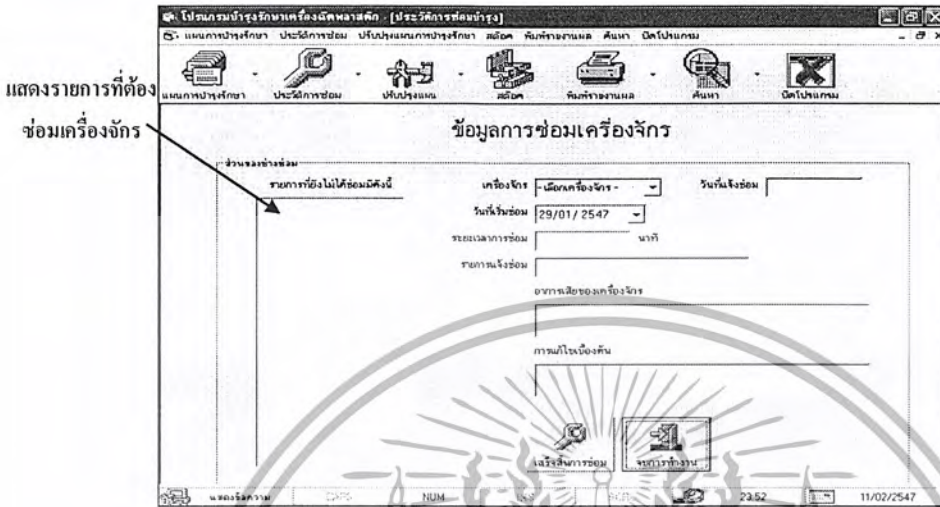 โปรแกรมบำรุงรักษาเครื่องฉีดพลาสติก - [ประวัติการซ่อมบำรุง]
แผนการบำรุงรักษา ประวัติการซ่อม ปรับปรุงแผนการบำรุงรักษา สต๊อค พิมพ์รายงานผล ค้นหา ปิดโปรแกรม
แผนการบำรุงรักษา ประวัติการซ่อม ปรับปรุงแผน สต๊อค พิมพ์รายงานผล ค้นหา ปิดโปรแกรม
แสดงรายการที่ต้อง
ซ่อมเครื่องจักร
ข้อมูลการซ่อมเครื่องจักร
ส่วนของช่างซ่อม
รายการที่ยังไม่ได้ซ่อมมีดังนี้
เครื่องจักร - เลือกเครื่องจักร - วันที่แจ้งซ่อม
วันที่เริ่มซ่อม 29/01/2547
ระยะเวลาการซ่อม นาที
รายการแจ้งซ่อม
อาการเสียของเครื่องจักร
การแก้ไขเบื้องต้น
เสร็จสิ้นการซ่อม จบการทำงาน
แสดงข้อความ CAPS NUM INS 23:52 11/02/2547